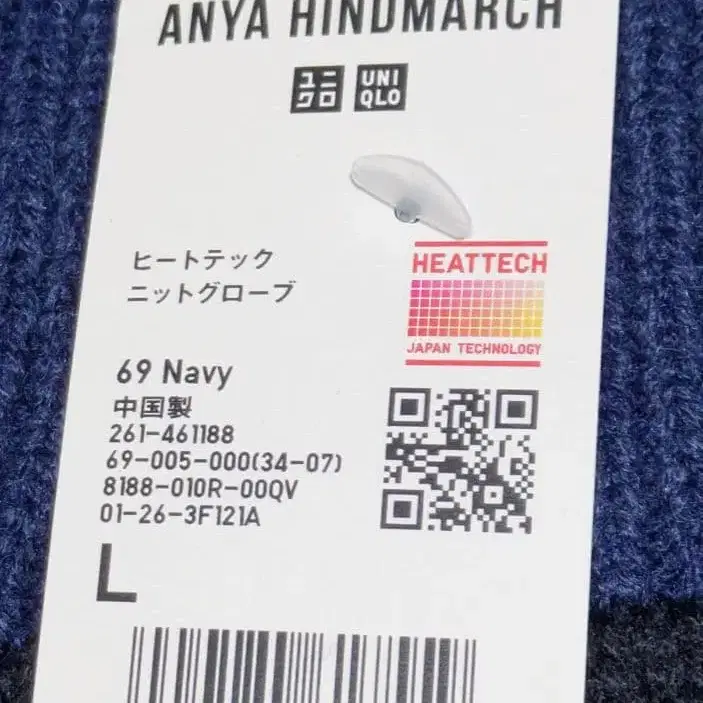 ANYA HINDMARCH
ユニクロ UNIQLO
HEATTECH
JAPAN TECHNOLOGY
ヒートテック
ニットグローブ
69 Navy
中国製
261-461188
69-005-000(34-07)
8188-010R-00QV
01-26-3F121A
L